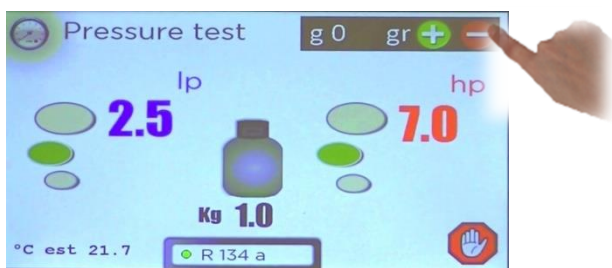 Pressure test
g 0 gr
lp
hp
2.5
7.0
Kg 1.0
°C est 21.7
R 134 a